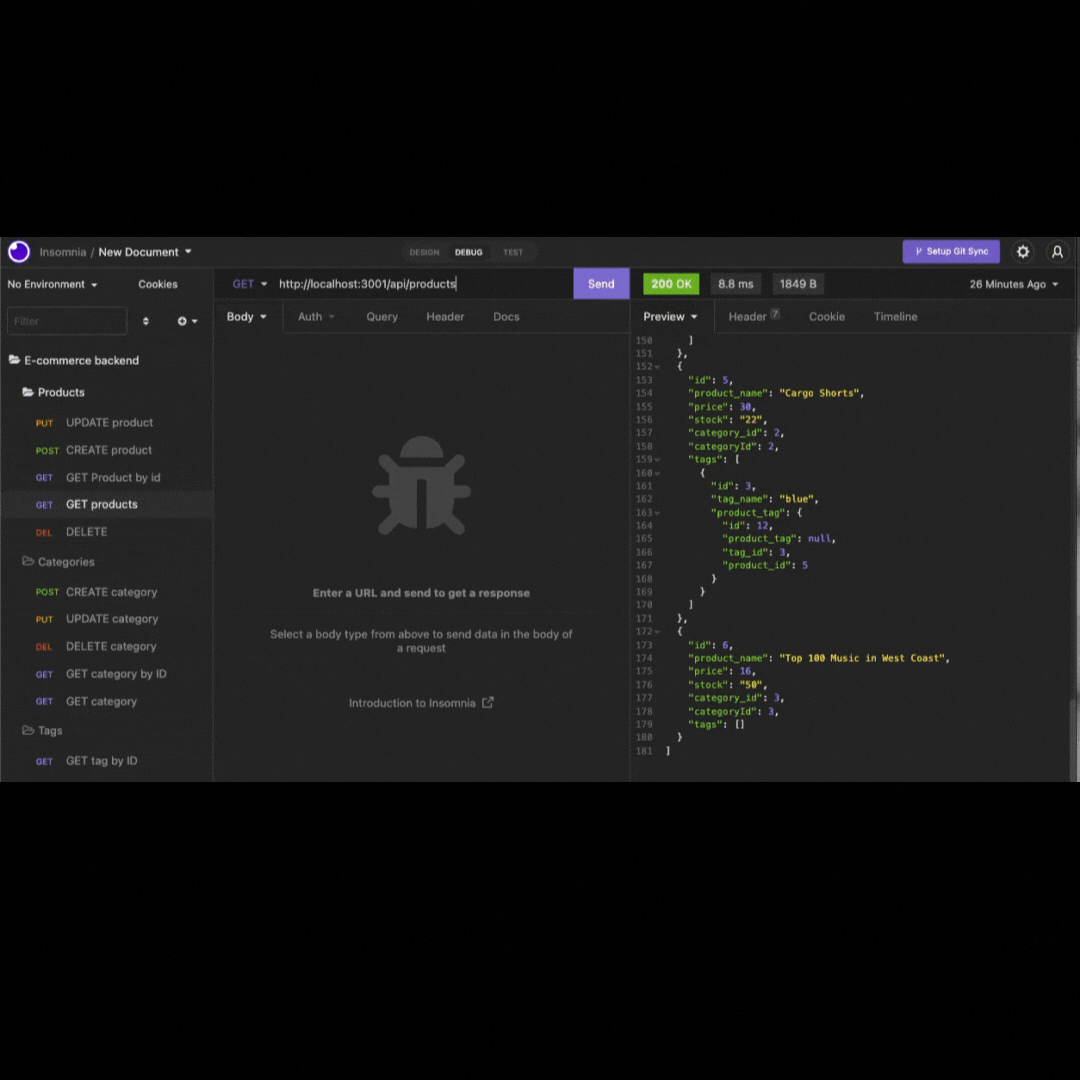 Insomnia / New Document
DESIGN DEBUG TEST
Setup Git Sync
No Environment
Cookies
GET http://localhost:3001/api/products
Send
200 OK 8.8 ms 1849 B
26 Minutes Ago
Filter
Body Auth Query Header Docs
Preview Header 7 Cookie Timeline
E-commerce backend
Products
PUT UPDATE product
POST CREATE product
GET GET Product by id
GET GET products
DEL DELETE
Categories
POST CREATE category
PUT UPDATE category
DEL DELETE category
GET GET category by ID
GET GET category
Tags
GET GET tag by ID
Enter a URL and send to get a response
Select a body type from above to send data in the body of
a request
Introduction to Insomnia
150 ]
151 },
152 {
153 "id": 5,
154 "product_name": "Cargo Shorts",
155 "price": 30,
156 "stock": "22",
157 "category_id": 2,
158 "categoryId": 2,
159 "tags": [
160 {
161 "id": 3,
162 "tag_name": "blue",
163 "product_tag": {
164 "id": 12,
165 "product_tag": null,
166 "tag_id": 3,
167 "product_id": 5
168 }
169 }
170 ]
171 },
172 {
173 "id": 6,
174 "product_name": "Top 100 Music in West Coast",
175 "price": 16,
176 "stock": "50",
177 "category_id": 3,
178 "categoryId": 3,
179 "tags": []
180 }
181 ]